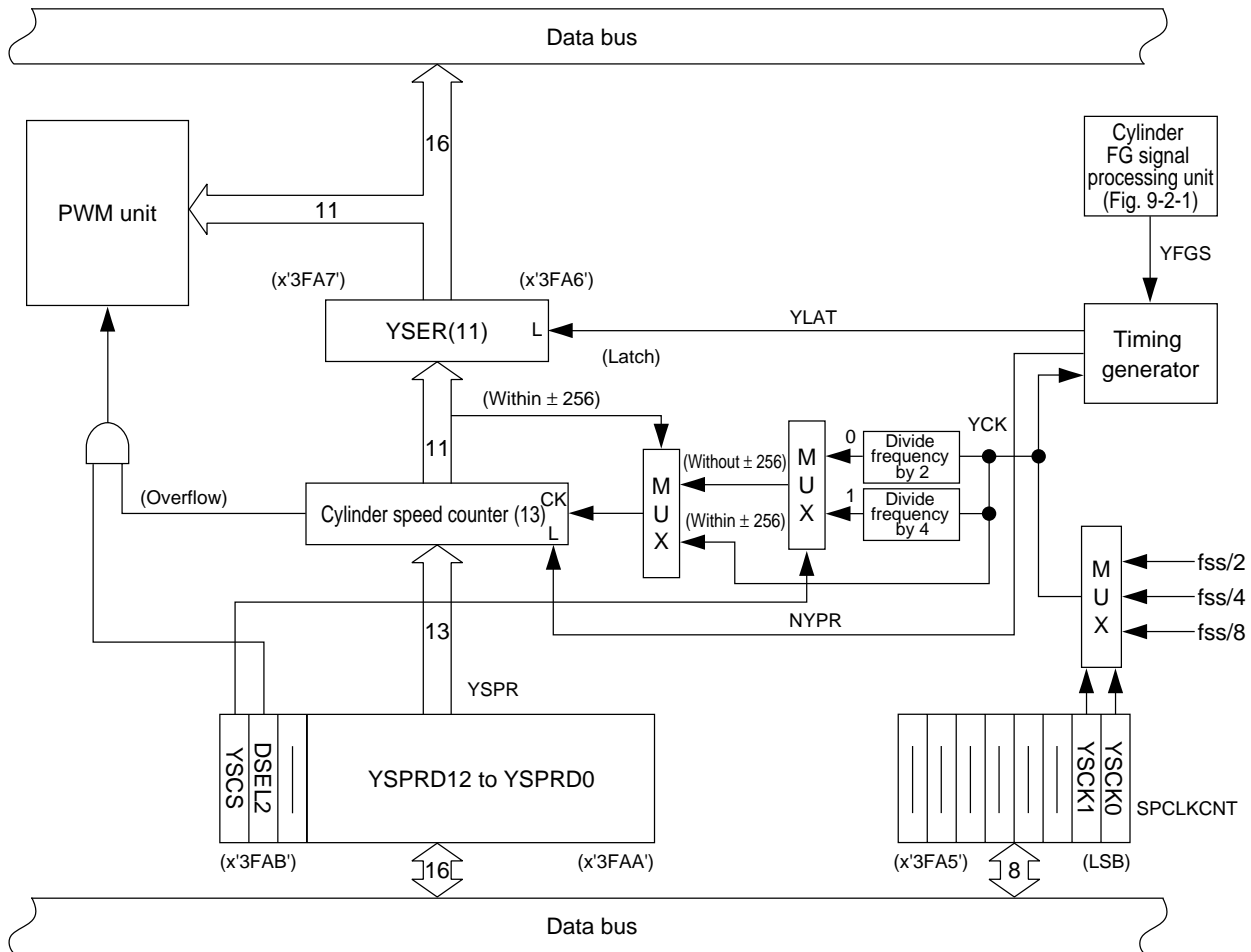 Data bus
16
Cylinder
FG signal
processing unit
(Fig. 9-2-1)
PWM unit
11
YFGS
(x'3FA7')
(x'3FA6')
YSER(11)
L
YLAT
(Latch)
Timing
generator
(Within ± 256)
YCK
11
MUX
(Without ± 256)
(Within ± 256)
MUX
0
Divide
frequency
by 2
1
Divide
frequency
by 4
(Overflow)
Cylinder speed counter (13)
CK
L
MUX
fss/2
fss/4
fss/8
13
NYPR
YSPR
YSCS
DSEL2
YSPRD12 to YSPRD0
YSCK1
YSCK0
SPCLKCNT
(x'3FAB')
16
(x'3FAA')
(x'3FA5')
8
(LSB)
Data bus